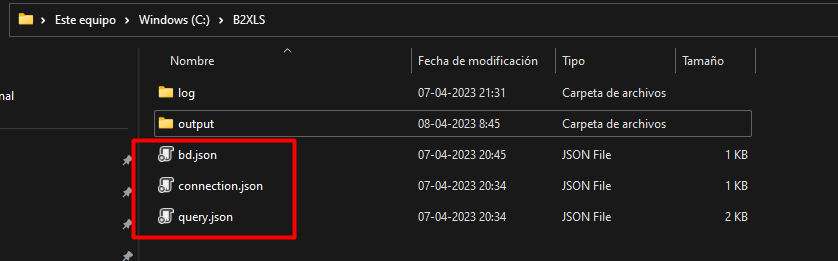 Este equipo > Windows (C:) > B2XLS
Nombre Fecha de modificación Tipo Tamaño
nal
log 07-04-2023 21:31 Carpeta de archivos
output 08-04-2023 8:45 Carpeta de archivos
bd.json 07-04-2023 20:45 JSON File 1 KB
connection.json 07-04-2023 20:34 JSON File 1 KB
query.json 07-04-2023 20:34 JSON File 2 KB